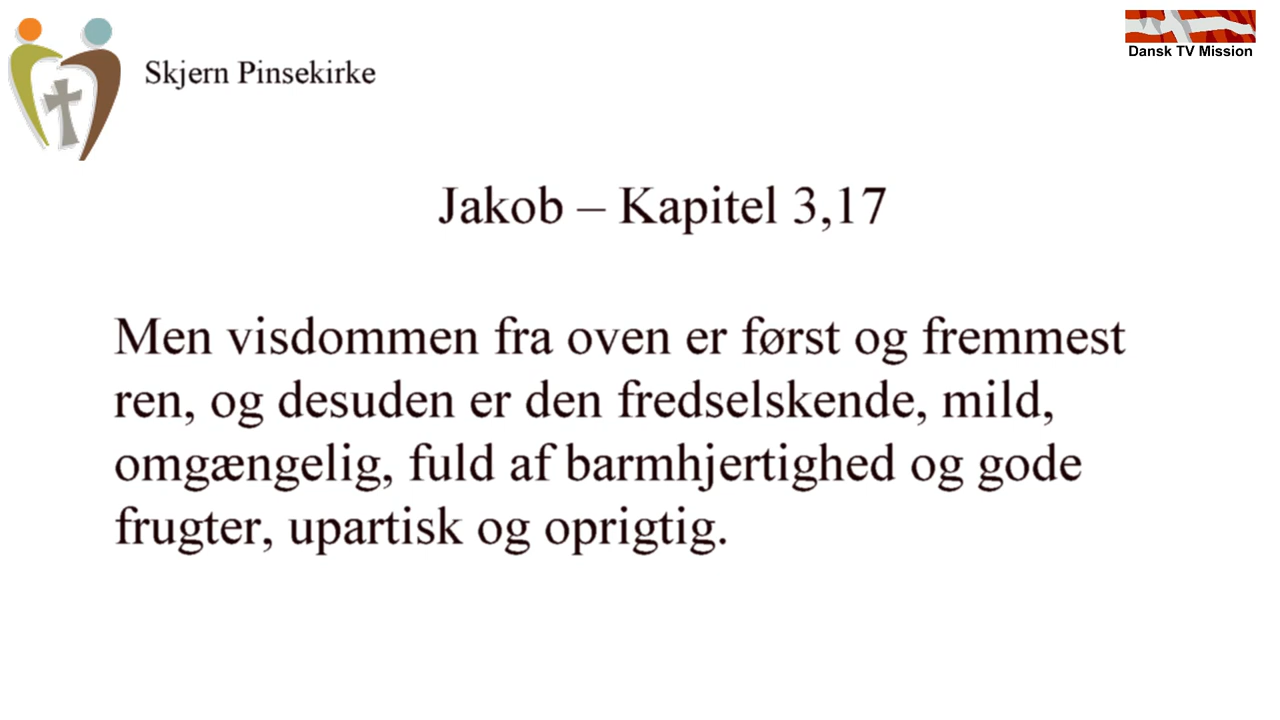 Skjern Pinsekirke
Dansk TV Mission
Jakob – Kapitel 3,17
Men visdommen fra oven er først og fremmest
ren, og desuden er den fredselskende, mild,
omgængelig, fuld af barmhjertighed og gode
frugter, upartisk og oprigtig.